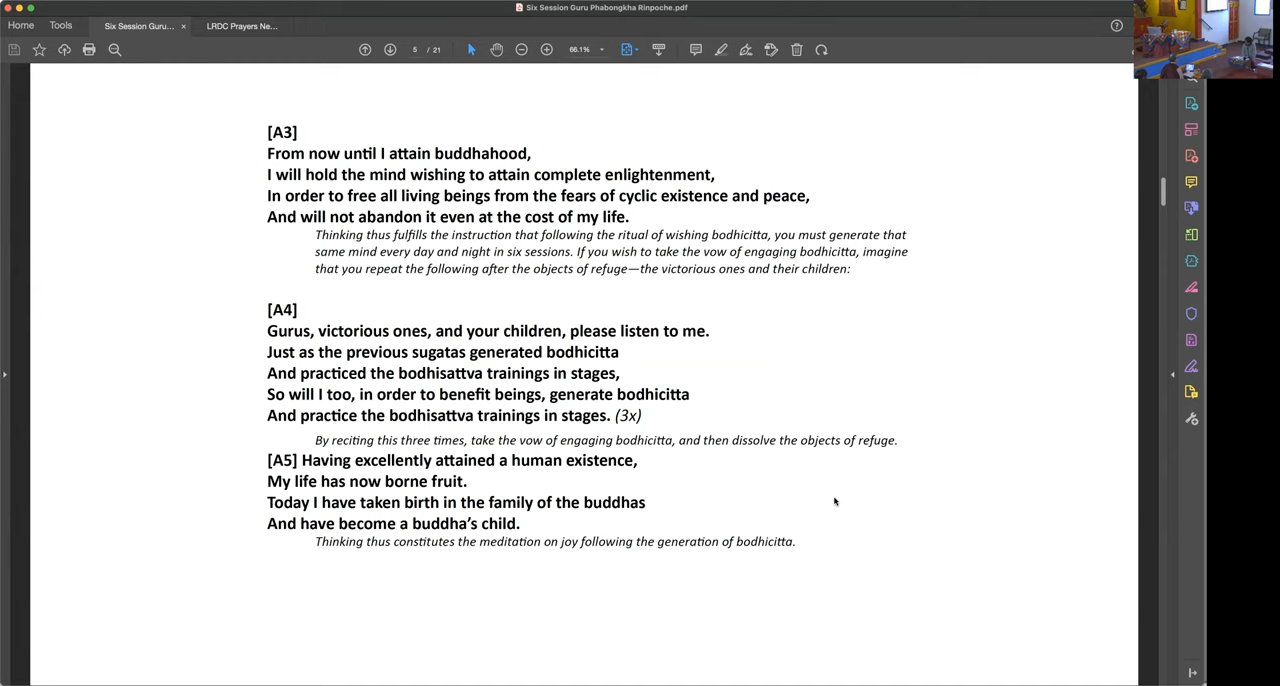 Six Session Guru Phabongkha Rinpoche.pdf
Home Tools Six Session Guru... × LRDC Prayers Ne...
5 / 21 66.1%
[A3]
From now until I attain buddhahood,
I will hold the mind wishing to attain complete enlightenment,
In order to free all living beings from the fears of cyclic existence and peace,
And will not abandon it even at the cost of my life.
Thinking thus fulfills the instruction that following the ritual of wishing bodhicitta, you must generate that
same mind every day and night in six sessions. If you wish to take the vow of engaging bodhicitta, imagine
that you repeat the following after the objects of refuge—the victorious ones and their children:
[A4]
Gurus, victorious ones, and your children, please listen to me.
Just as the previous sugatas generated bodhicitta
And practiced the bodhisattva trainings in stages,
So will I too, in order to benefit beings, generate bodhicitta
And practice the bodhisattva trainings in stages. (3x)
By reciting this three times, take the vow of engaging bodhicitta, and then dissolve the objects of refuge.
[A5] Having excellently attained a human existence,
My life has now borne fruit.
Today I have taken birth in the family of the buddhas
And have become a buddha's child.
Thinking thus constitutes the meditation on joy following the generation of bodhicitta.